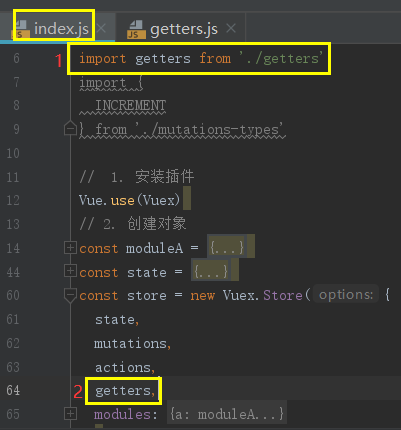 index.js getters.js
6 1 import getters from './getters'
7 import {
8 INCREMENT
9 } from './mutations-types'
10
11 // 1. 安装插件
12 Vue.use(Vuex)
13 // 2. 创建对象
14 const moduleA = {...}
44 const state = {...}
60 const store = new Vuex.Store( options: {
61 state,
62 mutations,
63 actions,
64 2 getters,
65 modules: {a: moduleA...}